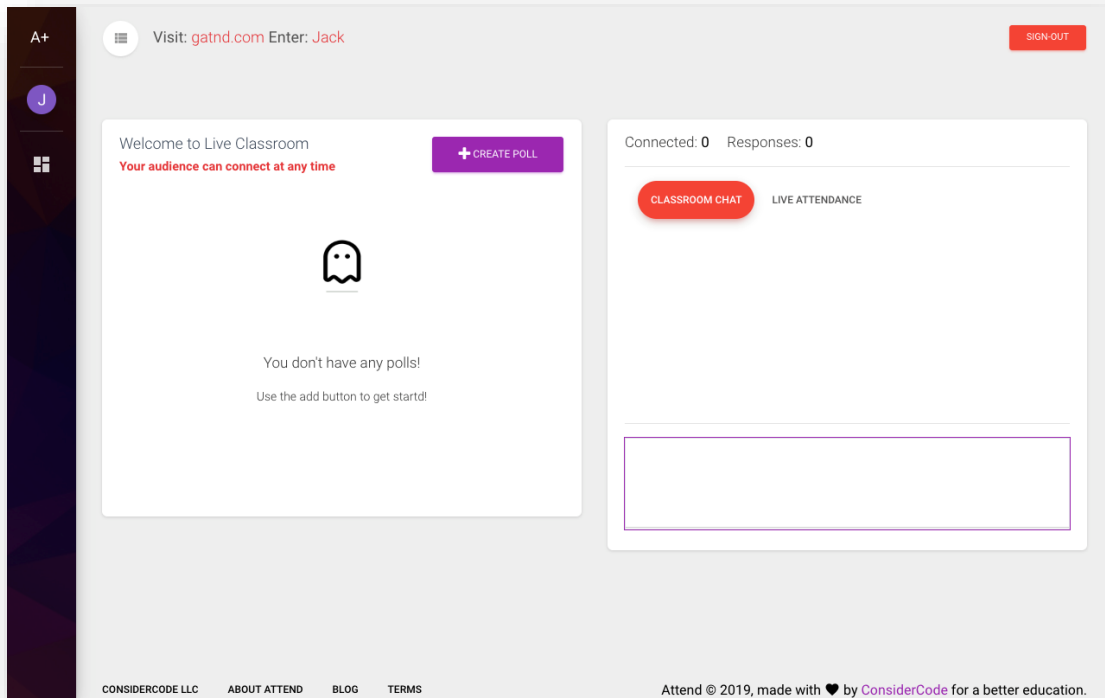 A+
Visit: gatnd.com Enter: Jack
SIGN-OUT
J
Welcome to Live Classroom
Your audience can connect at any time
CREATE POLL
You don't have any polls!
Use the add button to get startd!
Connected: 0 Responses: 0
CLASSROOM CHAT
LIVE ATTENDANCE
CONSIDERCODE LLC
ABOUT ATTEND
BLOG
TERMS
Attend © 2019, made with ♥ by ConsiderCode for a better education.